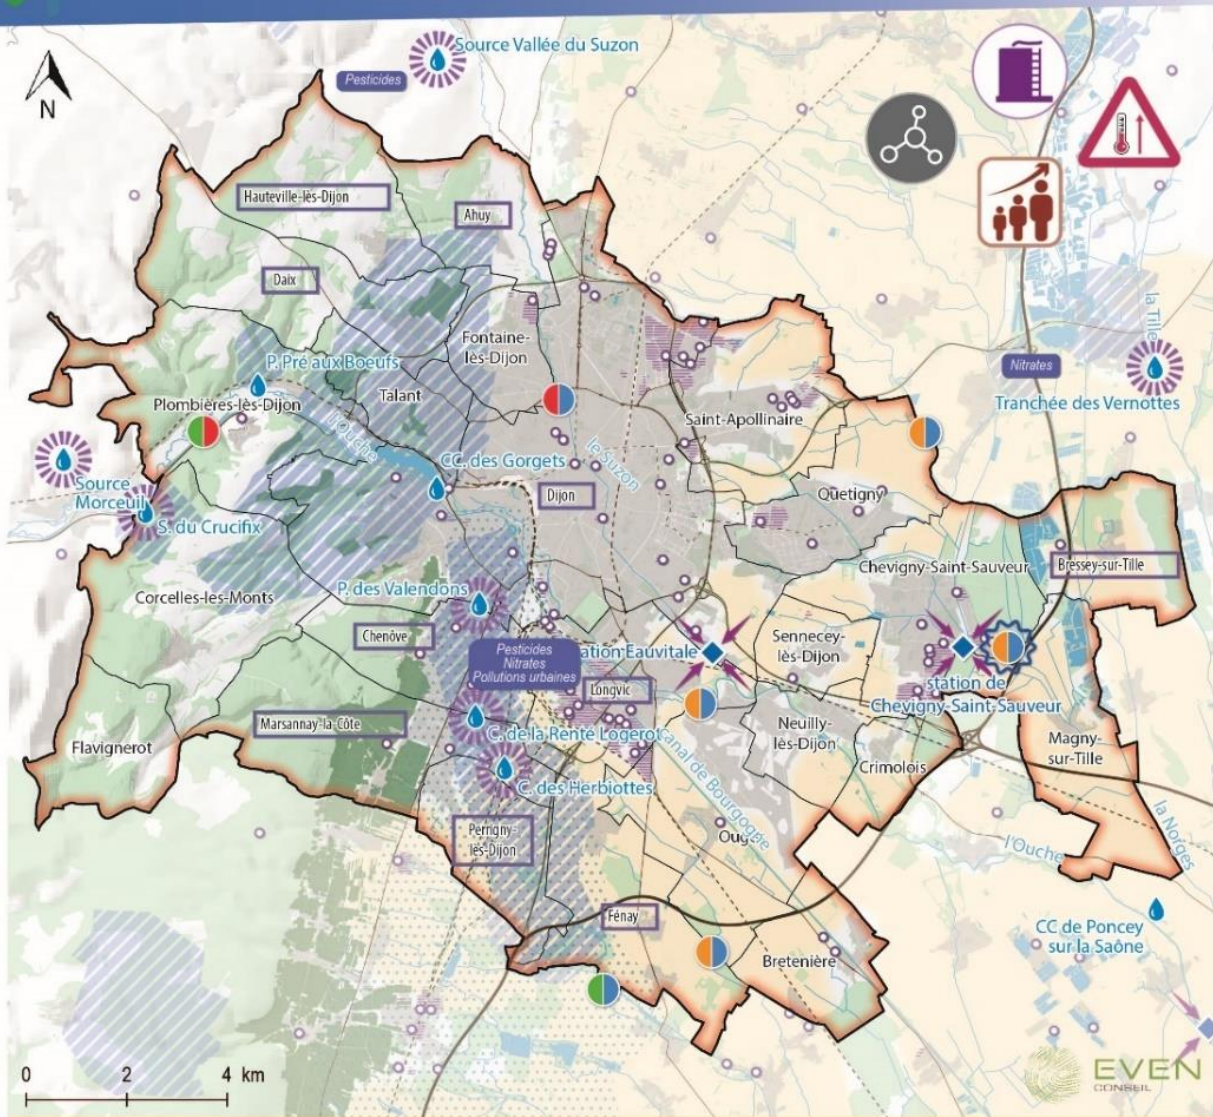 Source Vallée du Suzon
Pesticides
N
Hauteville-lès-Dijon
Ahuy
Daix
la Tille
Fontaine-
lès-Dijon
P. Pré aux Boeufs
Nitrates
Talant
Plombières-lès-Dijon
Tranchée des Vernottes
l'Ouche
Saint-Apollinaire
le Suzon
CC. des Gorgets
Source
Morceuil
Dijon
Quetigny
S. du Crucifix
Chevigny-Saint-Sauveur
Bressey-sur-Tille
P. des Valendons
Corcelles-les-Monts
Chenôve
Sennecey-
lès-Dijon
Pesticides
Nitrates
Pollutions urbaines
ation Eauvitale
station de
Chevigny-Saint-Sauveur
Longvic
Marsannay-la-Côte
Flavignerot
C. de la Rente Logerot
Canal de Bourgogne
Neuilly-
lès-Dijon
Magny-
sur-Tille
Crimolois
C. des Herbiottes
la Norges
Perrigny-
lès-Dijon
l'Ouche
CC de Poncey
sur la Saône
Fénay
Bretenière
0 2 4 km
EVEN
CONSEIL